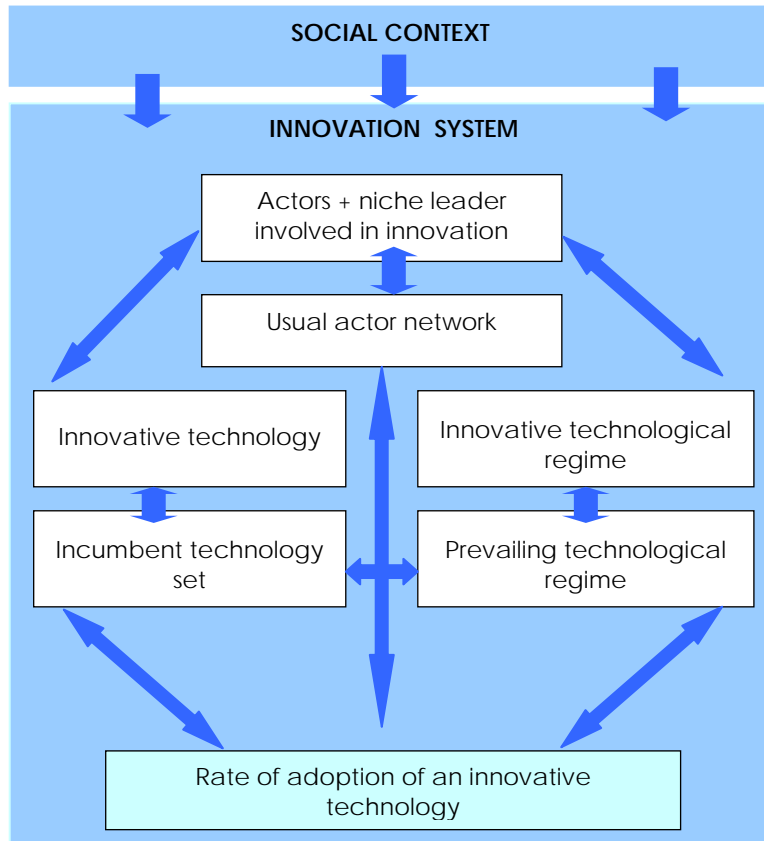 SOCIAL CONTEXT
INNOVATION SYSTEM
Actors + niche leader
involved in innovation
Usual actor network
Innovative technology
Innovative technological
regime
Incumbent technology
set
Prevailing technological
regime
Rate of adoption of an innovative
technology